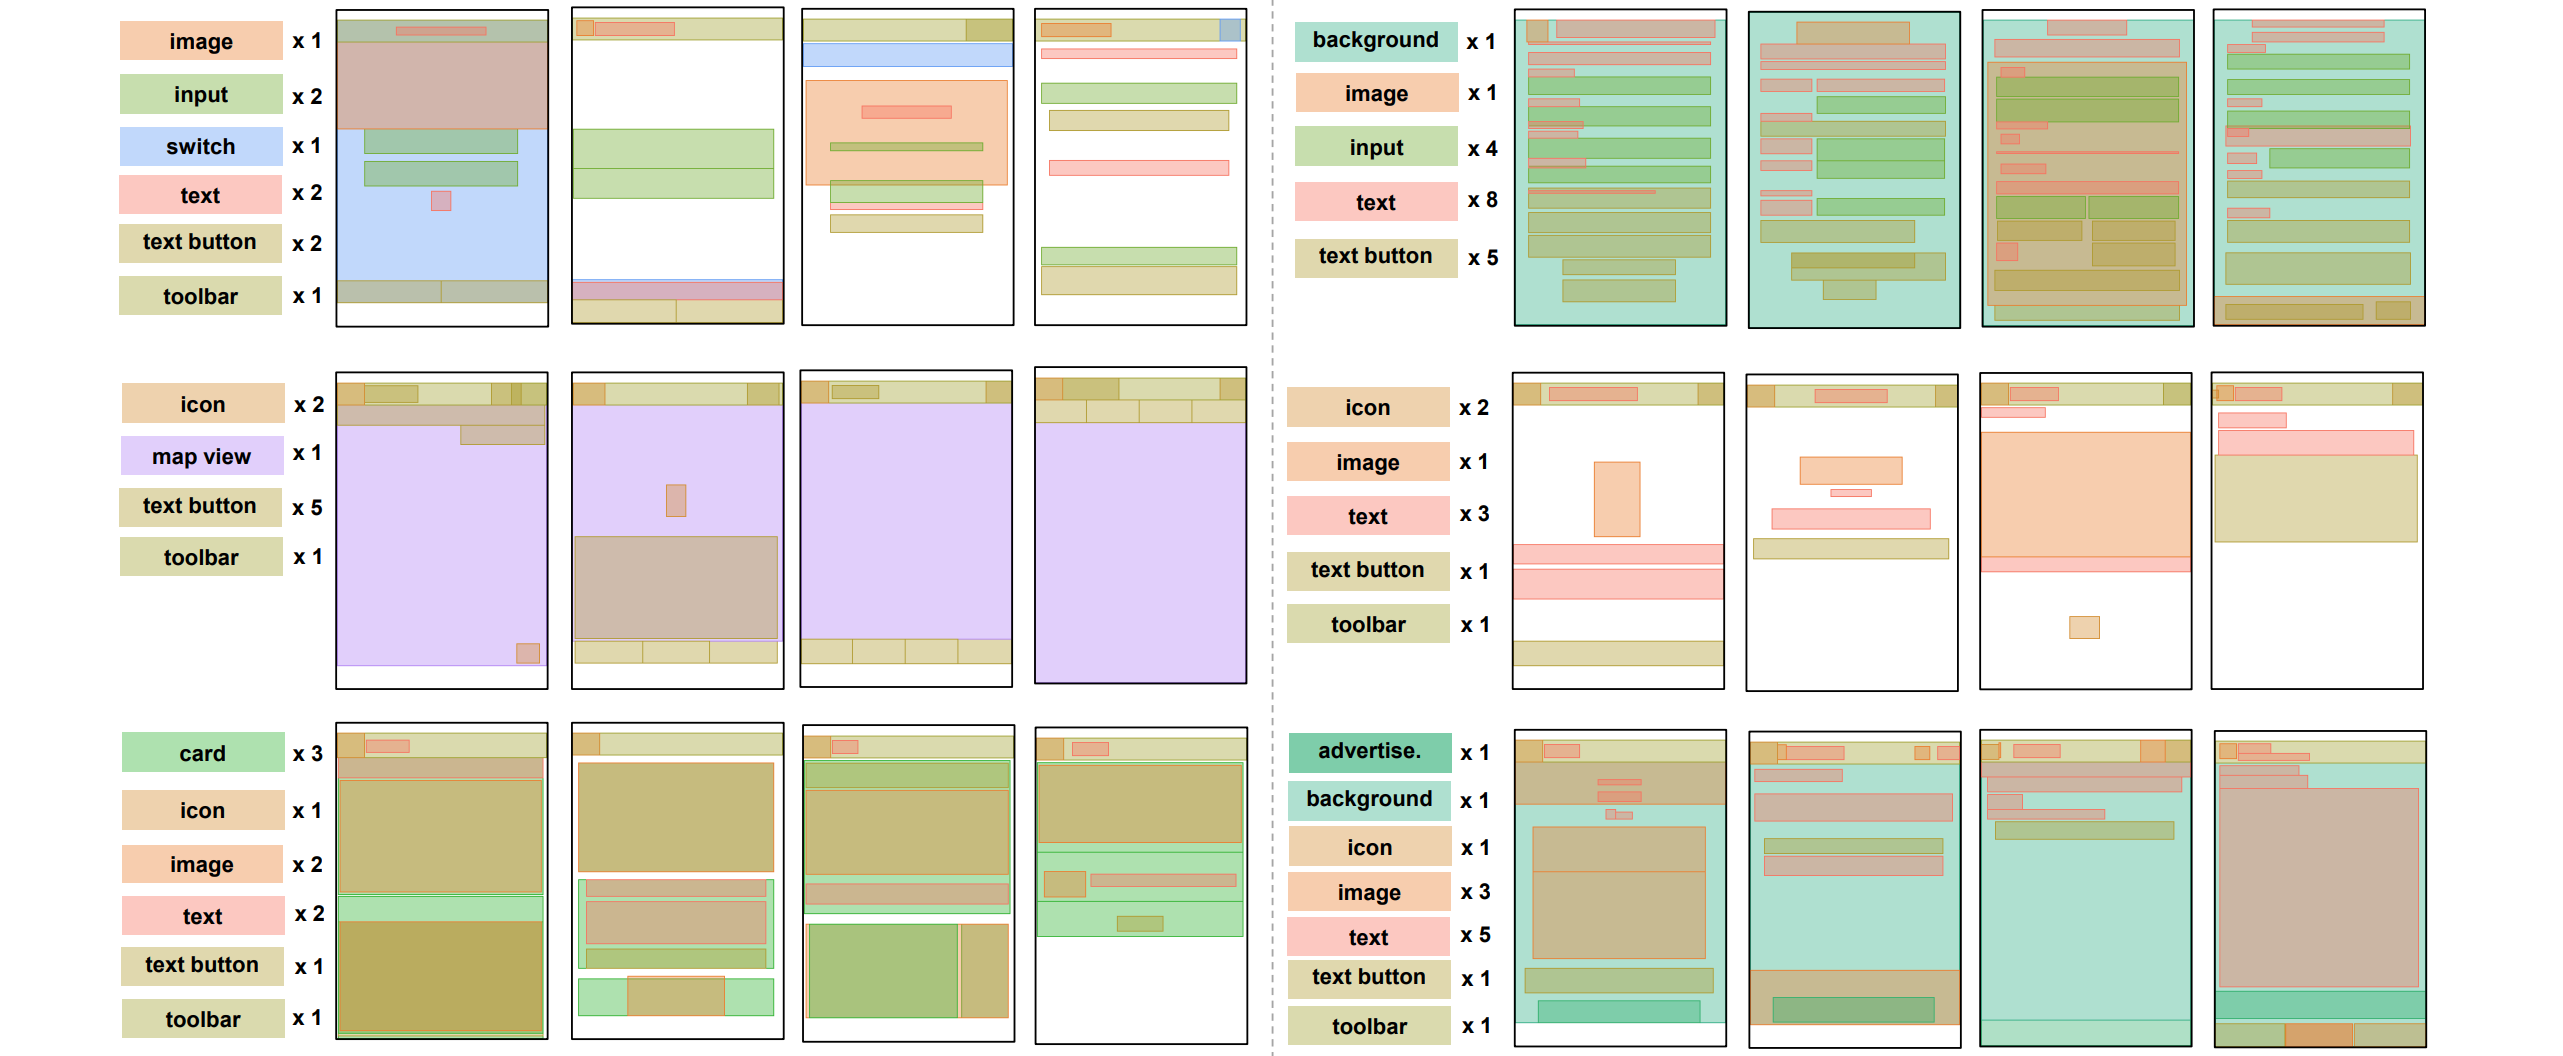 image x 1
input x 2
switch x 1
text x 2
text button x 2
toolbar x 1
background x 1
image x 1
input x 4
text x 8
text button x 5
icon x 2
map view x 1
text button x 5
toolbar x 1
icon x 2
image x 1
text x 3
text button x 1
toolbar x 1
card x 3
icon x 1
image x 2
text x 2
text button x 1
toolbar x 1
advertise. x 1
background x 1
icon x 1
image x 3
text x 5
text button x 1
toolbar x 1